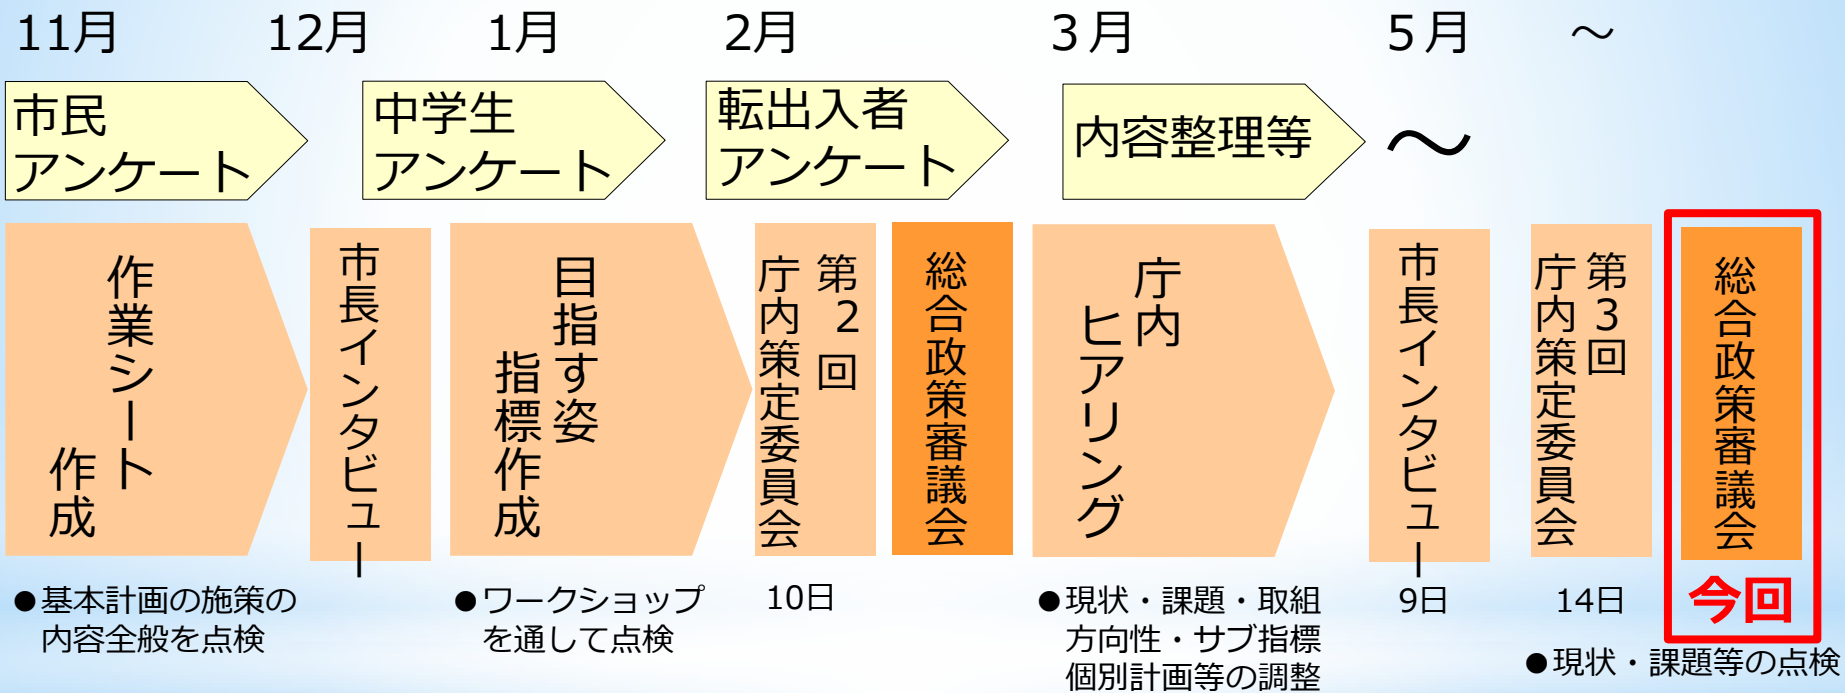 11月 12月 1月 2月 3月 5月 ～
市民
アンケート
中学生
アンケート
転出入者
アンケート
内容整理等
～
作業シート
作成
市長インタビュー
目指す姿
指標作成
第2回
庁内策定委員会
総合政策審議会
庁内
ヒアリング
市長インタビュー
第3回
庁内策定委員会
総合政策審議会
●基本計画の施策の
内容全般を点検
●ワークショップ
を通して点検
10日
●現状・課題・取組
方向性・サブ指標
個別計画等の調整
9日
14日
今回
●現状・課題等の点検